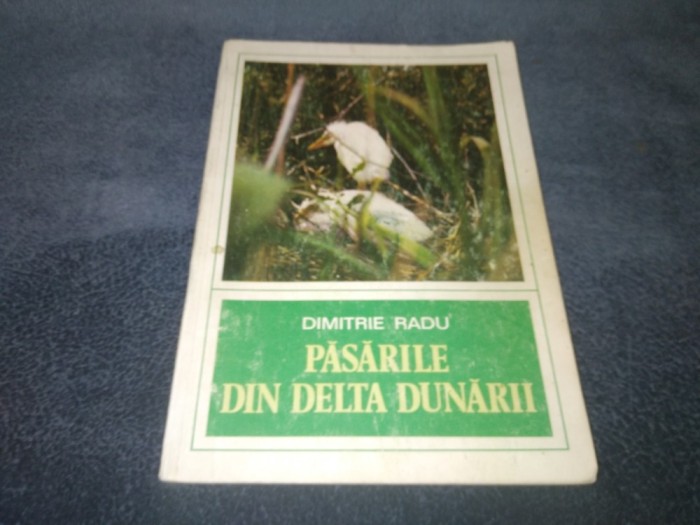 DIMITRIE RADU
PĂSĂRILE
DIN DELTA DUNĂRII